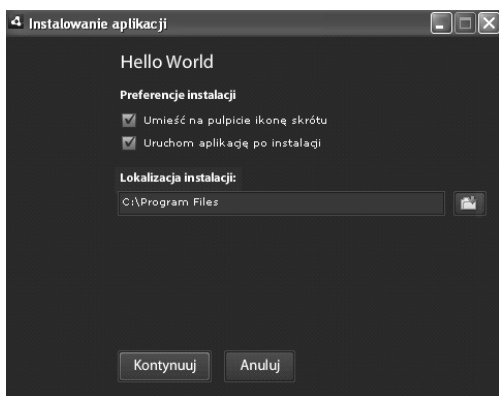 Instalowanie aplikacji
Hello World
Preferencje instalacji
Umieść na pulpicie ikonę skrótu
Uruchom aplikację po instalacji
Lokalizacja instalacji:
C:\Program Files
Kontynuuj Anuluj